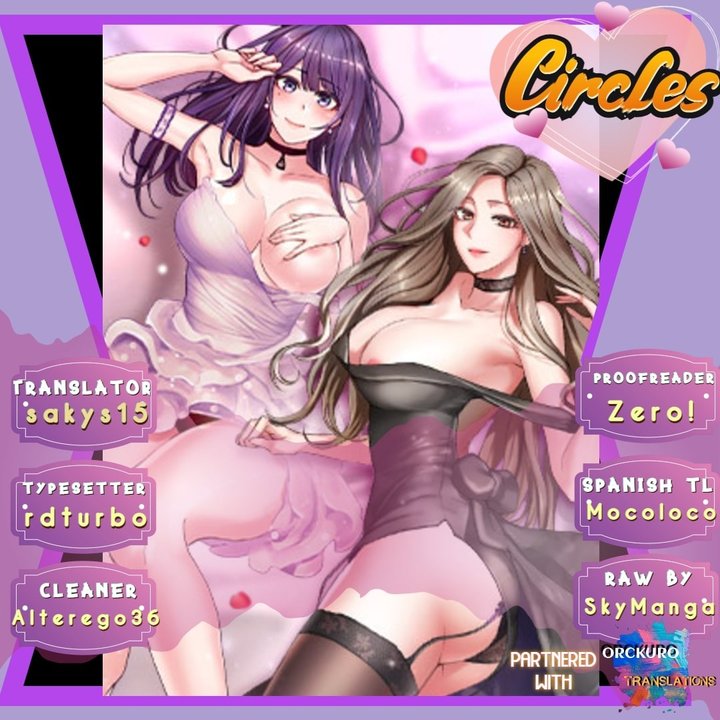 Circles
TRANSLATOR
sakys15
PROOFREADER
Zero!
TYPESETTER
rdturbo
SPANISH TL
Mocoloco
CLEANER
Alterego36
RAW BY
SkyManga
PARTNERED
WITH
ORCKURO
TRANSLATIONS